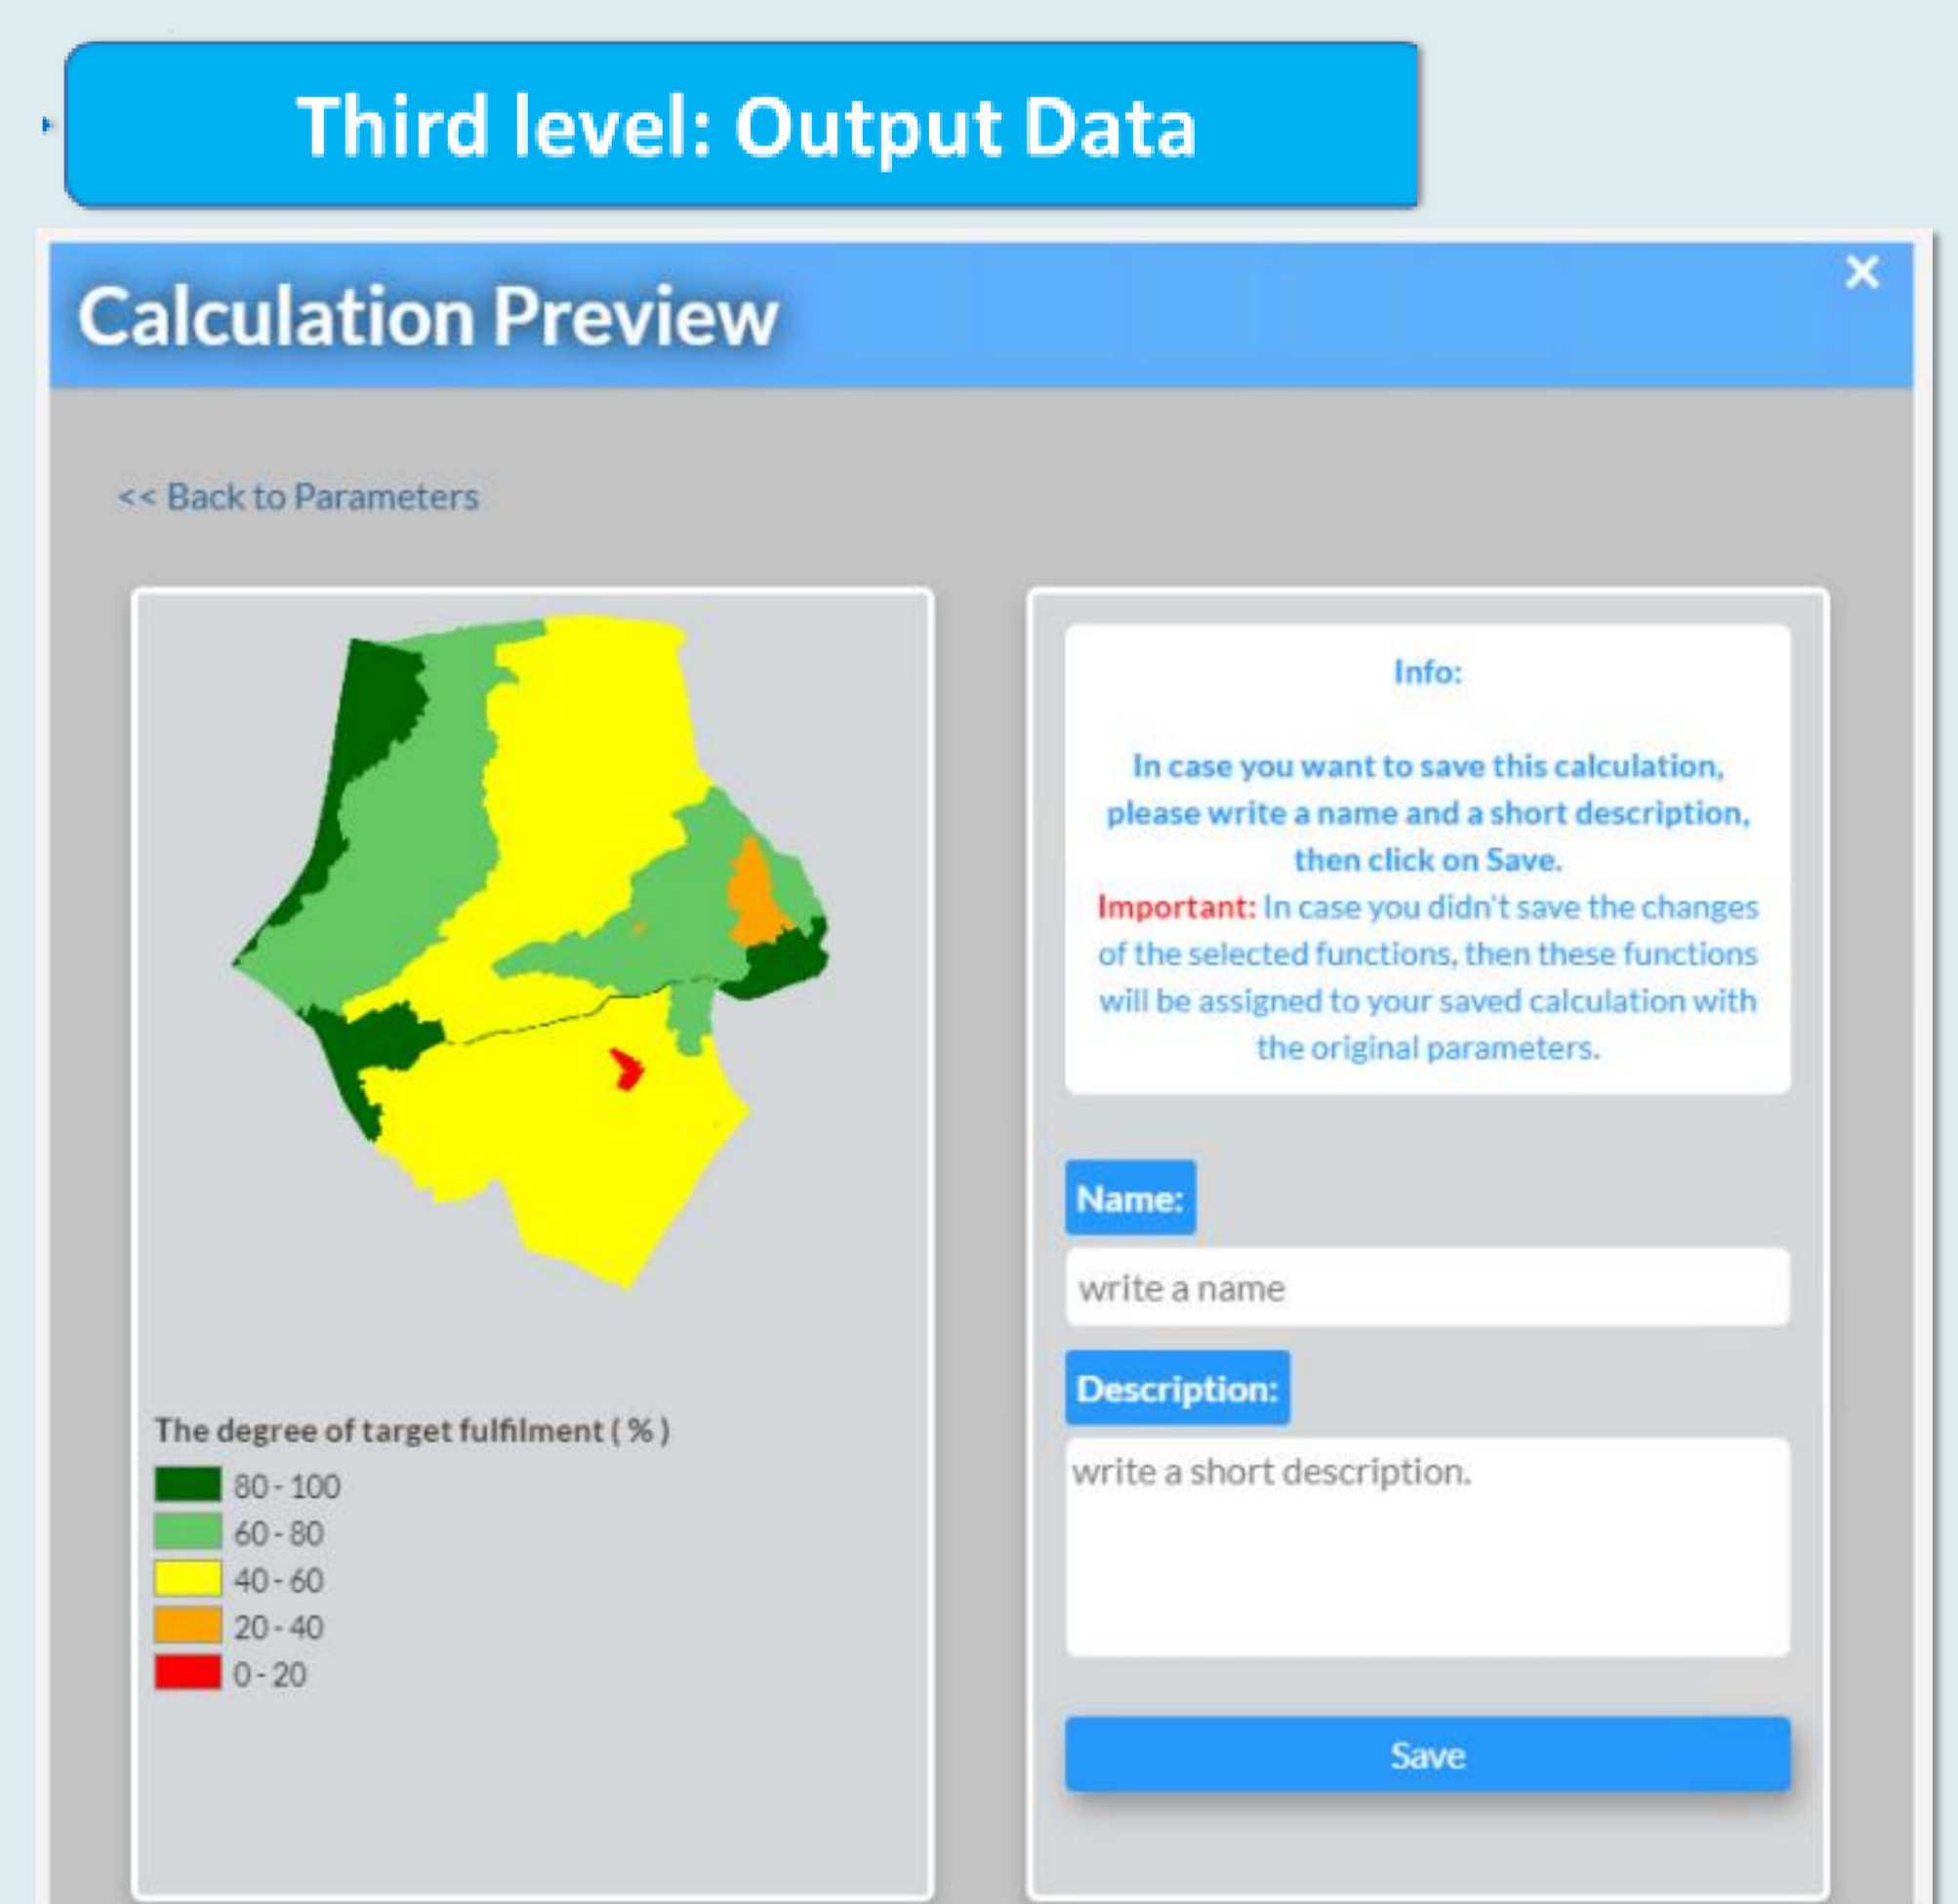 Third level: Output Data
Calculation Preview
×
<< Back to Parameters
The degree of target fulfilment ( % )
80 - 100
60 - 80
40 - 60
20 - 40
0 - 20
Info:
In case you want to save this calculation,
please write a name and a short description,
then click on Save.
Important: In case you didn't save the changes
of the selected functions, then these functions
will be assigned to your saved calculation with
the original parameters.
Name:
write a name
Description:
write a short description.
Save